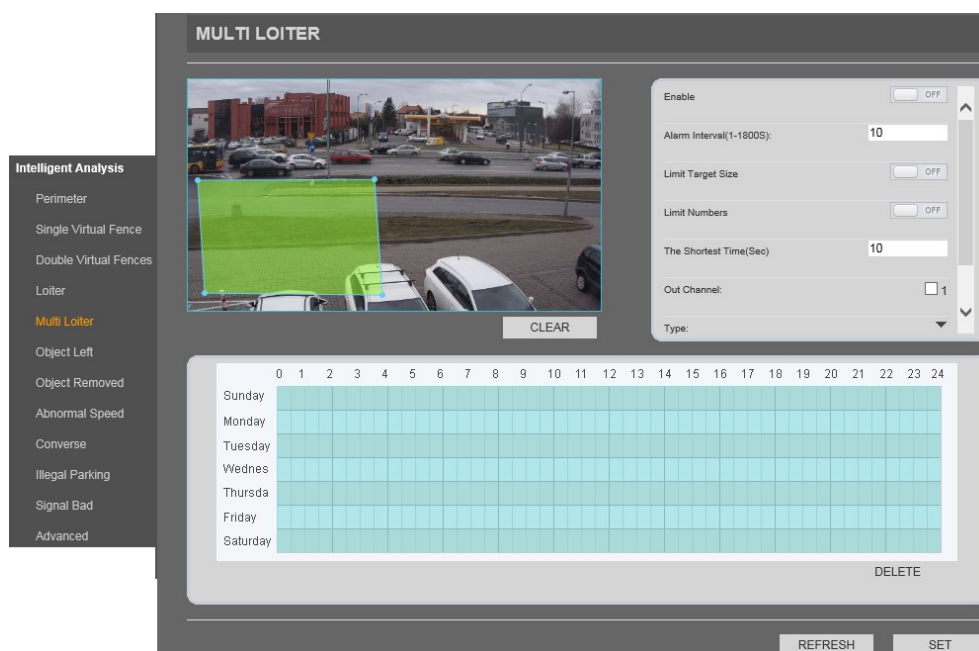 MULTI LOITER
Intelligent Analysis
Perimeter
Single Virtual Fence
Double Virtual Fences
Loiter
Multi Loiter
Object Left
Object Removed
Abnormal Speed
Converse
Illegal Parking
Signal Bad
Advanced
CLEAR
Enable OFF
Alarm Interval(1-1800S): 10
Limit Target Size OFF
Limit Numbers OFF
The Shortest Time(Sec) 10
Out Channel: 1
Type:
0 1 2 3 4 5 6 7 8 9 10 11 12 13 14 15 16 17 18 19 20 21 22 23 24
Sunday
Monday
Tuesday
Wednes
Thursda
Friday
Saturday
DELETE
REFRESH SET